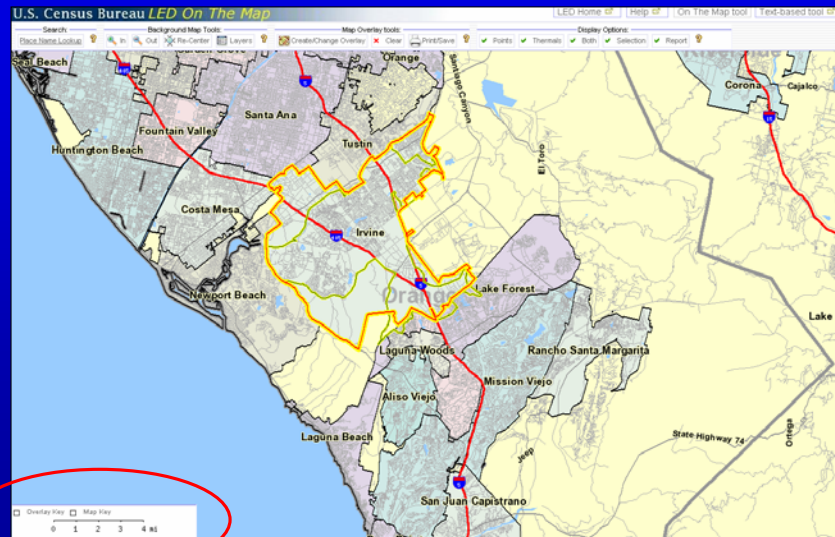 U.S. Census Bureau LED On The Map
LED Home Help On The Map tool Text-based tool
Search: Background Map Tools: Map Overlay tools: Display Options:
Place Name Lookup In Out Re-Center Layers Create/Change Overlay Clear Print/Save Points Thermals Both Selection Report
Seal Beach
Orange
Corona
Cajalco
Santiago Canyon
Santa Ana
Fountain Valley
Tustin
Huntington Beach
El Toro
Costa Mesa
Irvine
Newport Beach
Orange
Lake Forest
Lake
Laguna Woods
Rancho Santa Margarita
Mission Viejo
Aliso Viejo
Laguna Beach
State Highway 74
Ortega
Jeep
San Juan Capistrano
Overlay Key Map Key
0 1 2 3 4 mi